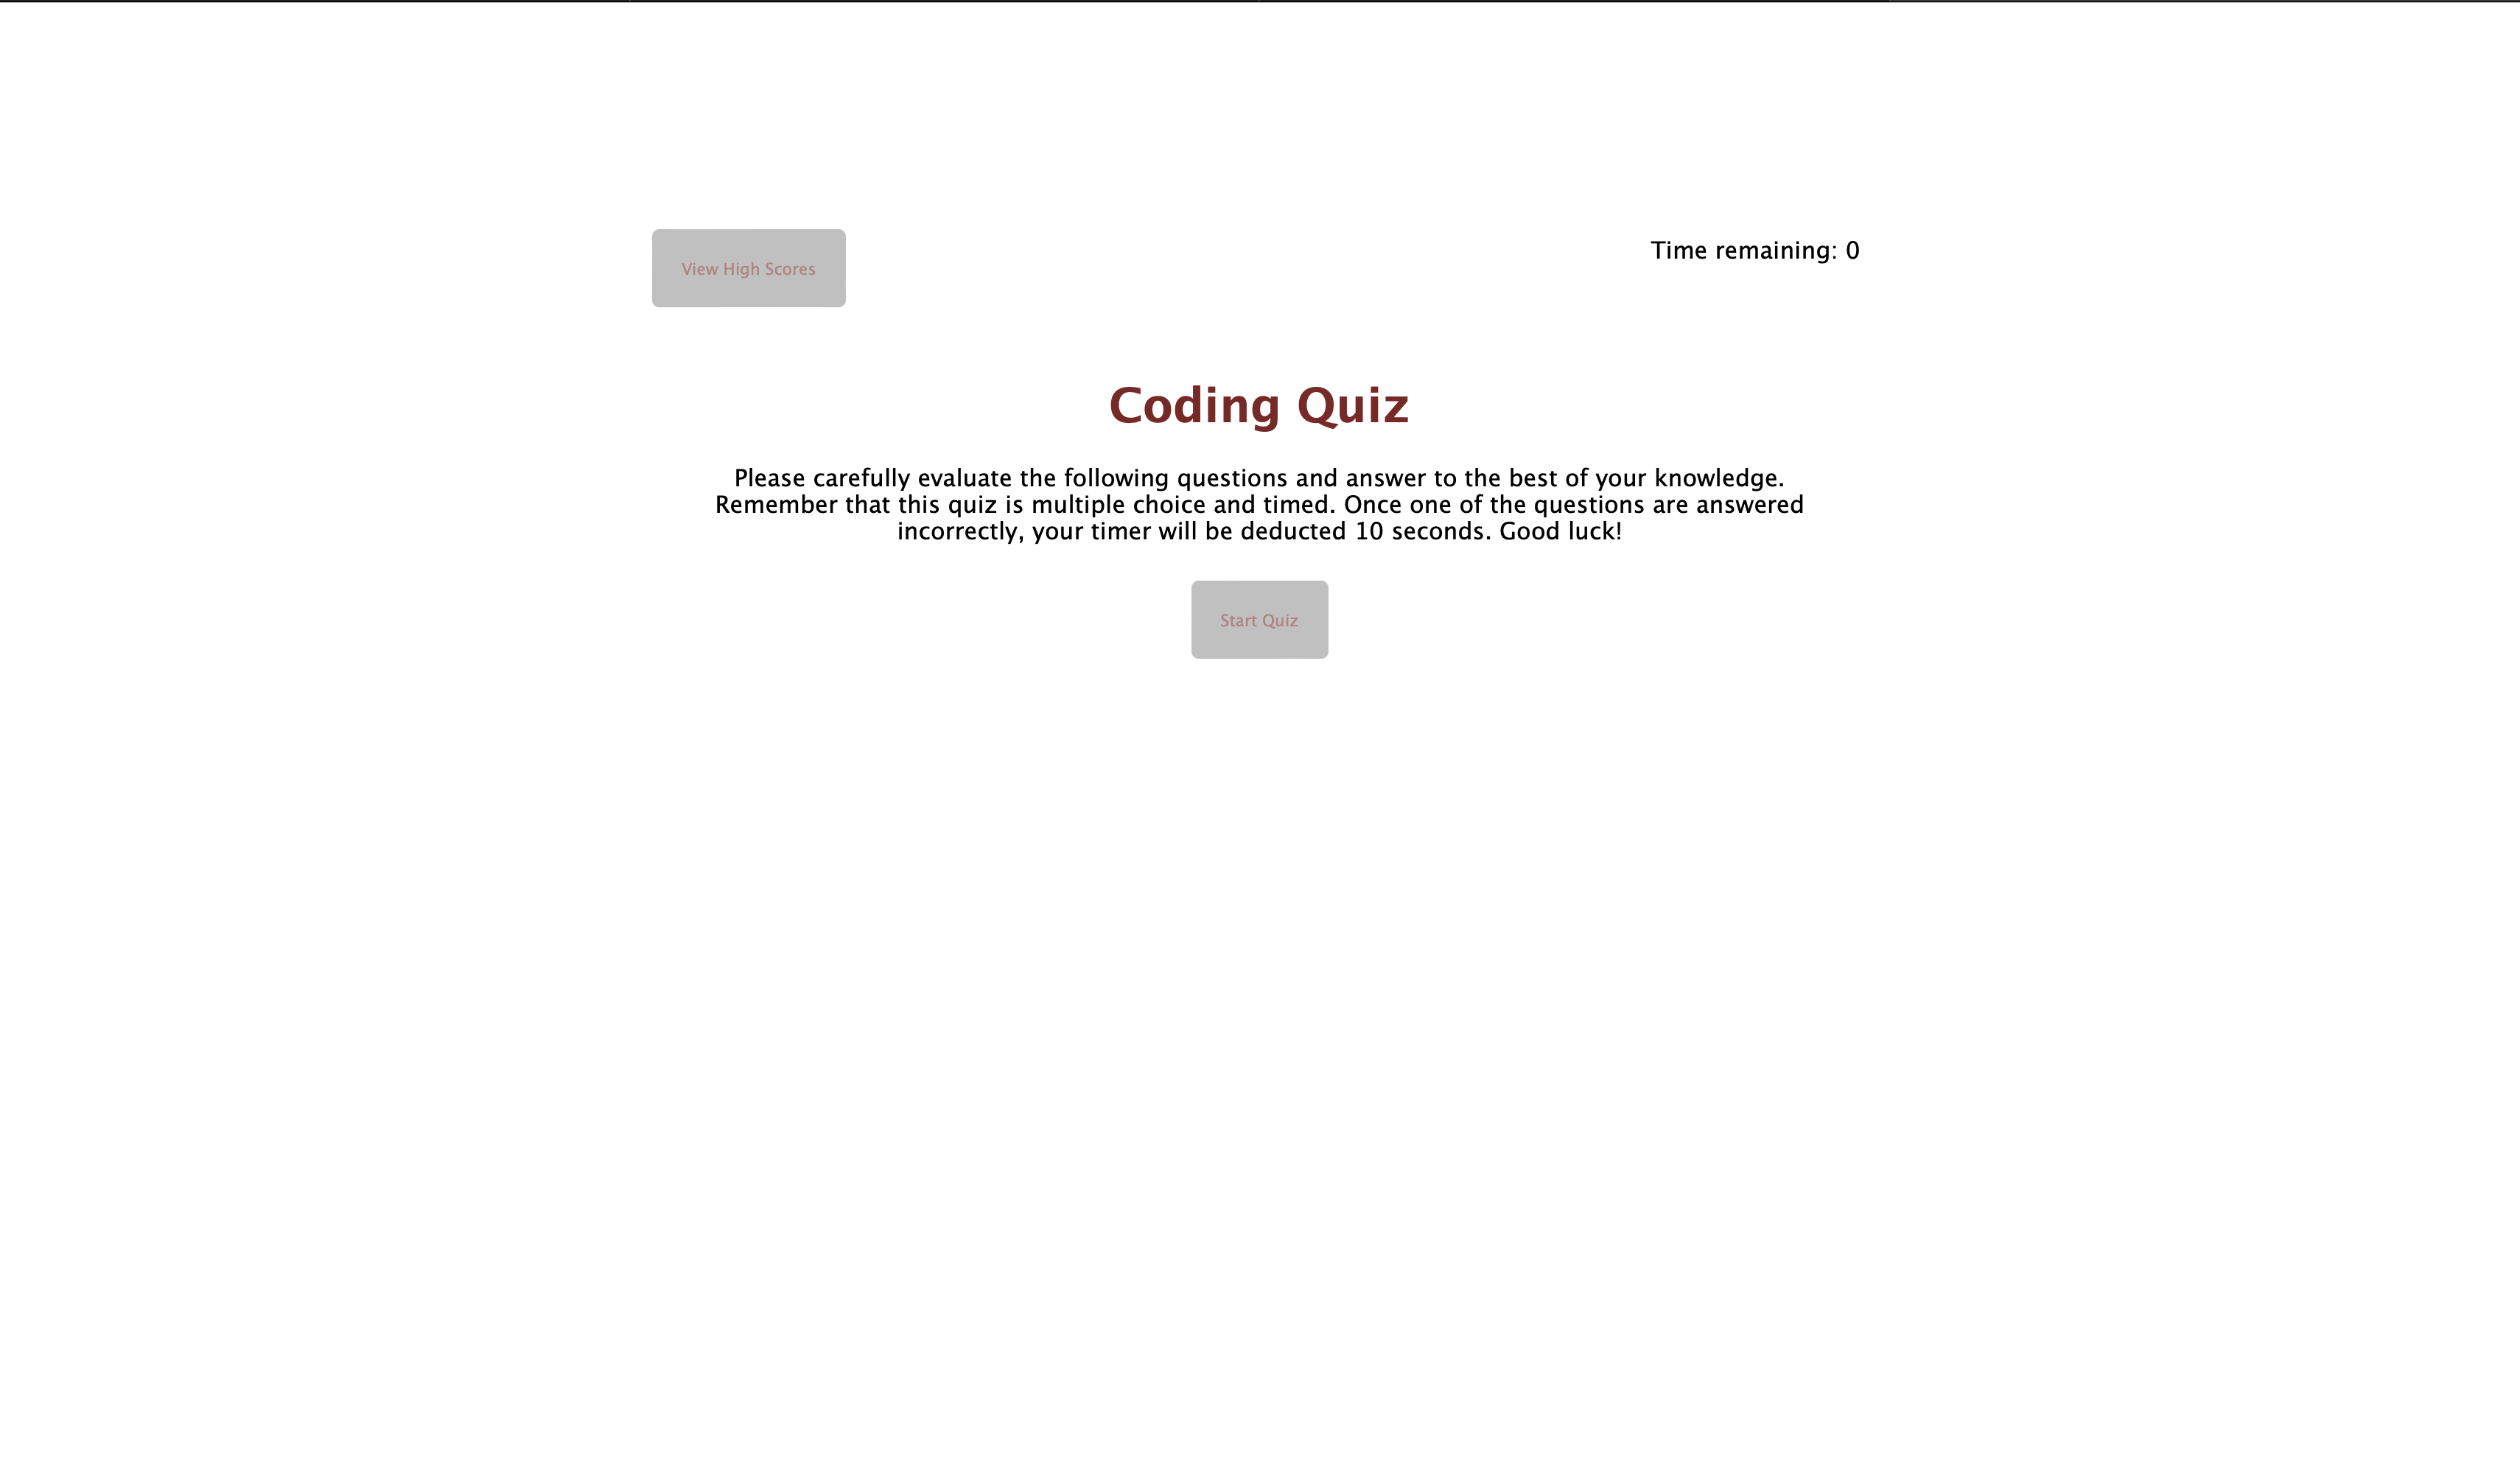 View High Scores
Time remaining: 0
Coding Quiz
Please carefully evaluate the following questions and answer to the best of your knowledge.
Remember that this quiz is multiple choice and timed. Once one of the questions are answered
incorrectly, your timer will be deducted 10 seconds. Good luck!
Start Quiz